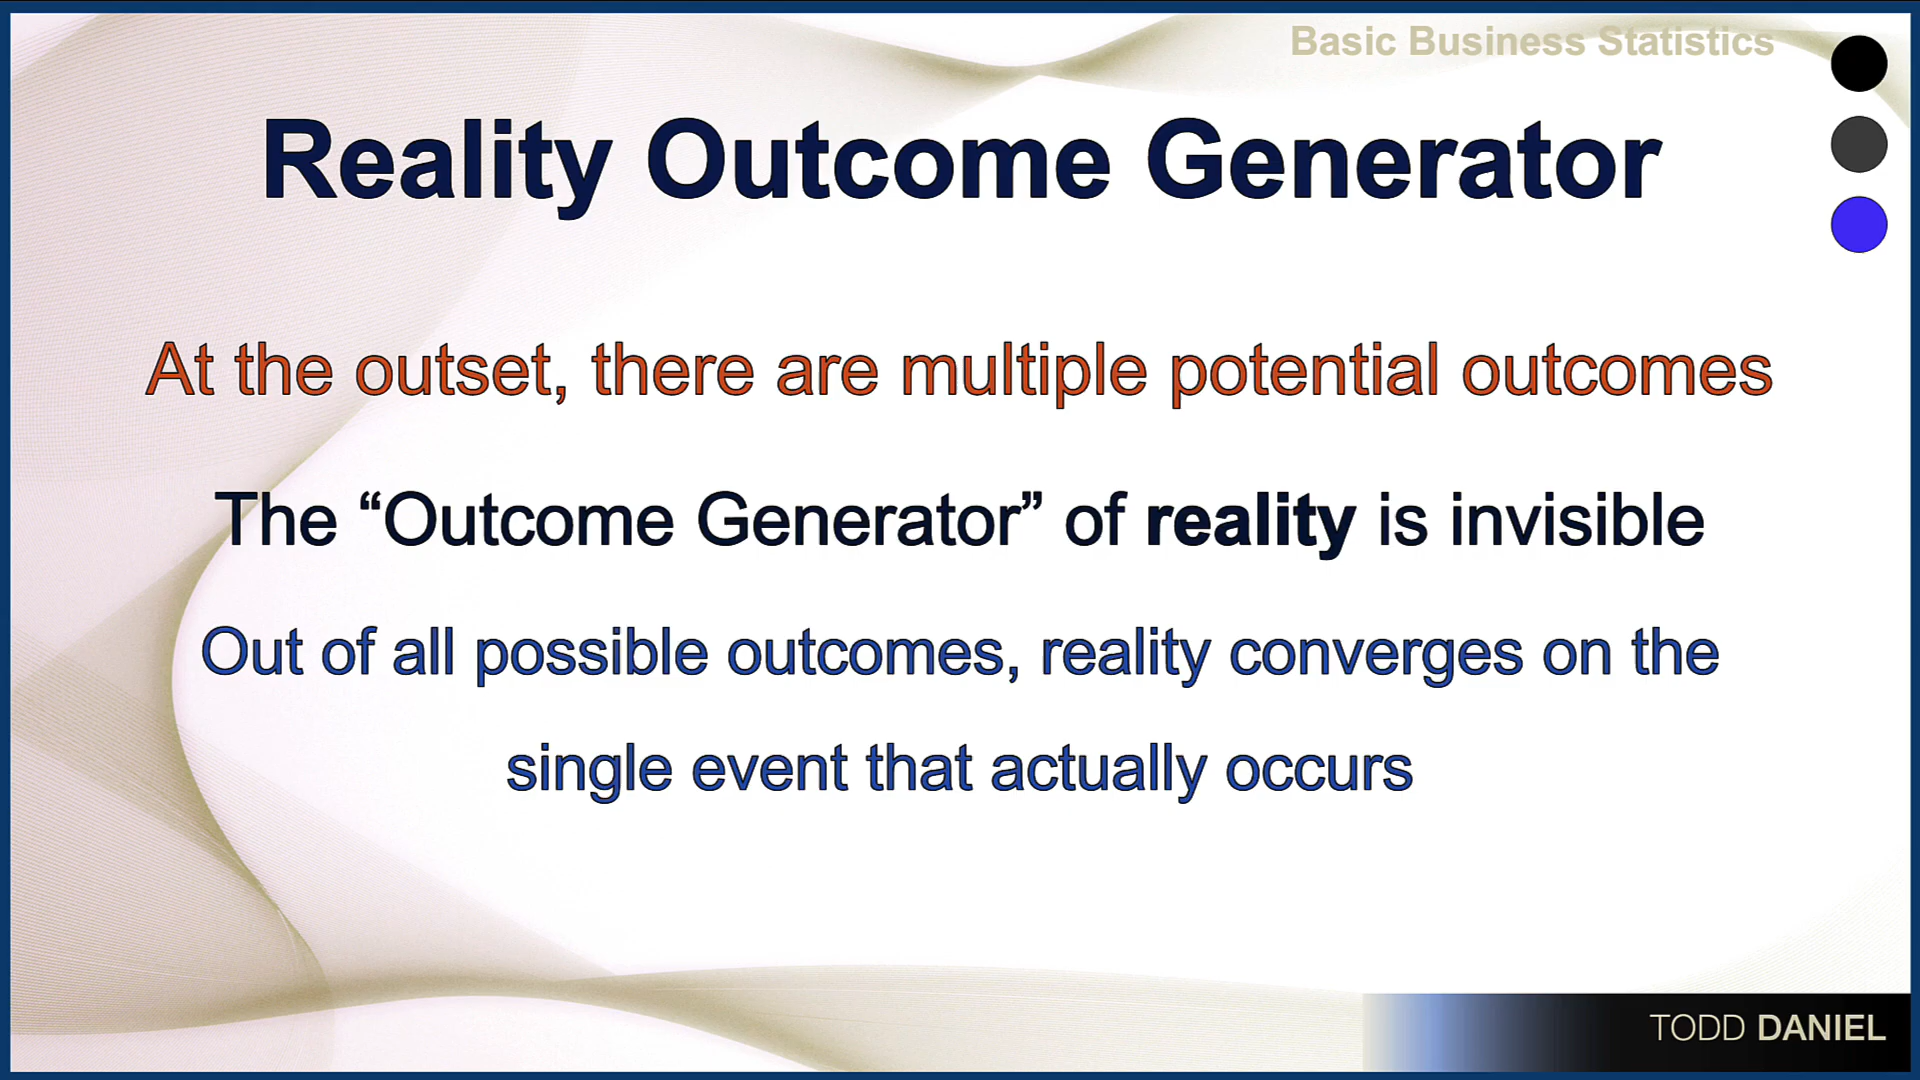 Basic Business Statistics
Reality Outcome Generator
At the outset, there are multiple potential outcomes
The “Outcome Generator” of reality is invisible
Out of all possible outcomes, reality converges on the
single event that actually occurs
TODD DANIEL